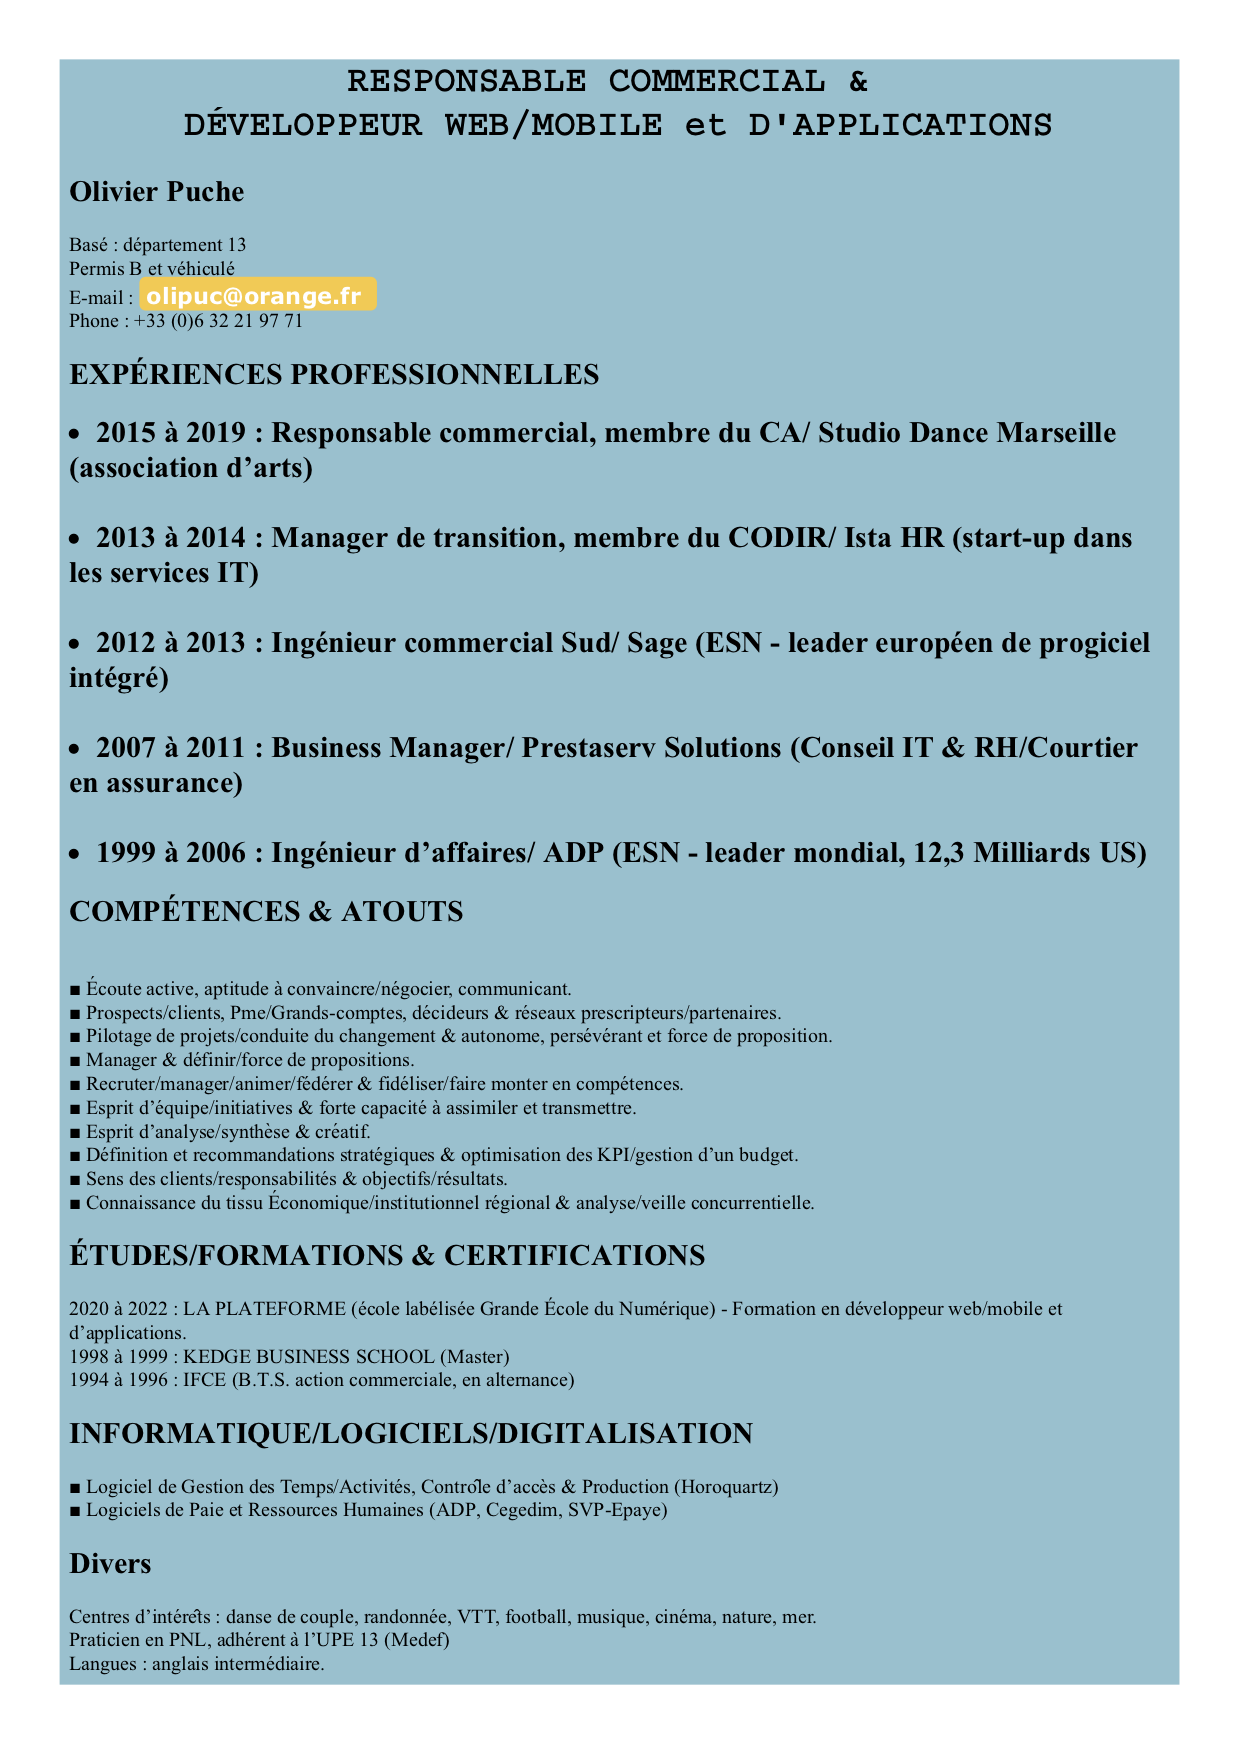 RESPONSABLE COMMERCIAL &
DÉVELOPPEUR WEB/MOBILE et D'APPLICATIONS
Olivier Puche
Basé : département 13
Permis B et véhiculé
E-mail : olipuc@orange.fr
Phone : +33 (0)6 32 21 97 71
EXPÉRIENCES PROFESSIONNELLES
• 2015 à 2019 : Responsable commercial, membre du CA/ Studio Dance Marseille
(association d’arts)
• 2013 à 2014 : Manager de transition, membre du CODIR/ Ista HR (start-up dans
les services IT)
• 2012 à 2013 : Ingénieur commercial Sud/ Sage (ESN - leader européen de progiciel
intégré)
• 2007 à 2011 : Business Manager/ Prestaserv Solutions (Conseil IT & RH/Courtier
en assurance)
• 1999 à 2006 : Ingénieur d’affaires/ ADP (ESN - leader mondial, 12,3 Milliards US)
COMPÉTENCES & ATOUTS
■ Écoute active, aptitude à convaincre/négocier, communicant.
■ Prospects/clients, Pme/Grands-comptes, décideurs & réseaux prescripteurs/partenaires.
■ Pilotage de projets/conduite du changement & autonome, persévérant et force de proposition.
■ Manager & définir/force de propositions.
■ Recruter/manager/animer/fédérer & fidéliser/faire monter en compétences.
■ Esprit d’équipe/initiatives & forte capacité à assimiler et transmettre.
■ Esprit d’analyse/synthèse & créatif.
■ Définition et recommandations stratégiques & optimisation des KPI/gestion d’un budget.
■ Sens des clients/responsabilités & objectifs/résultats.
■ Connaissance du tissu Économique/institutionnel régional & analyse/veille concurrentielle.
ÉTUDES/FORMATIONS & CERTIFICATIONS
2020 à 2022 : LA PLATEFORME (école labélisée Grande École du Numérique) - Formation en développeur web/mobile et
d’applications.
1998 à 1999 : KEDGE BUSINESS SCHOOL (Master)
1994 à 1996 : IFCE (B.T.S. action commerciale, en alternance)
INFORMATIQUE/LOGICIELS/DIGITALISATION
■ Logiciel de Gestion des Temps/Activités, Contrôle d’accès & Production (Horoquartz)
■ Logiciels de Paie et Ressources Humaines (ADP, Cegedim, SVP-Epaye)
Divers
Centres d’intérêts : danse de couple, randonnée, VTT, football, musique, cinéma, nature, mer.
Praticien en PNL, adhérent à l’UPE 13 (Medef)
Langues : anglais intermédiaire.